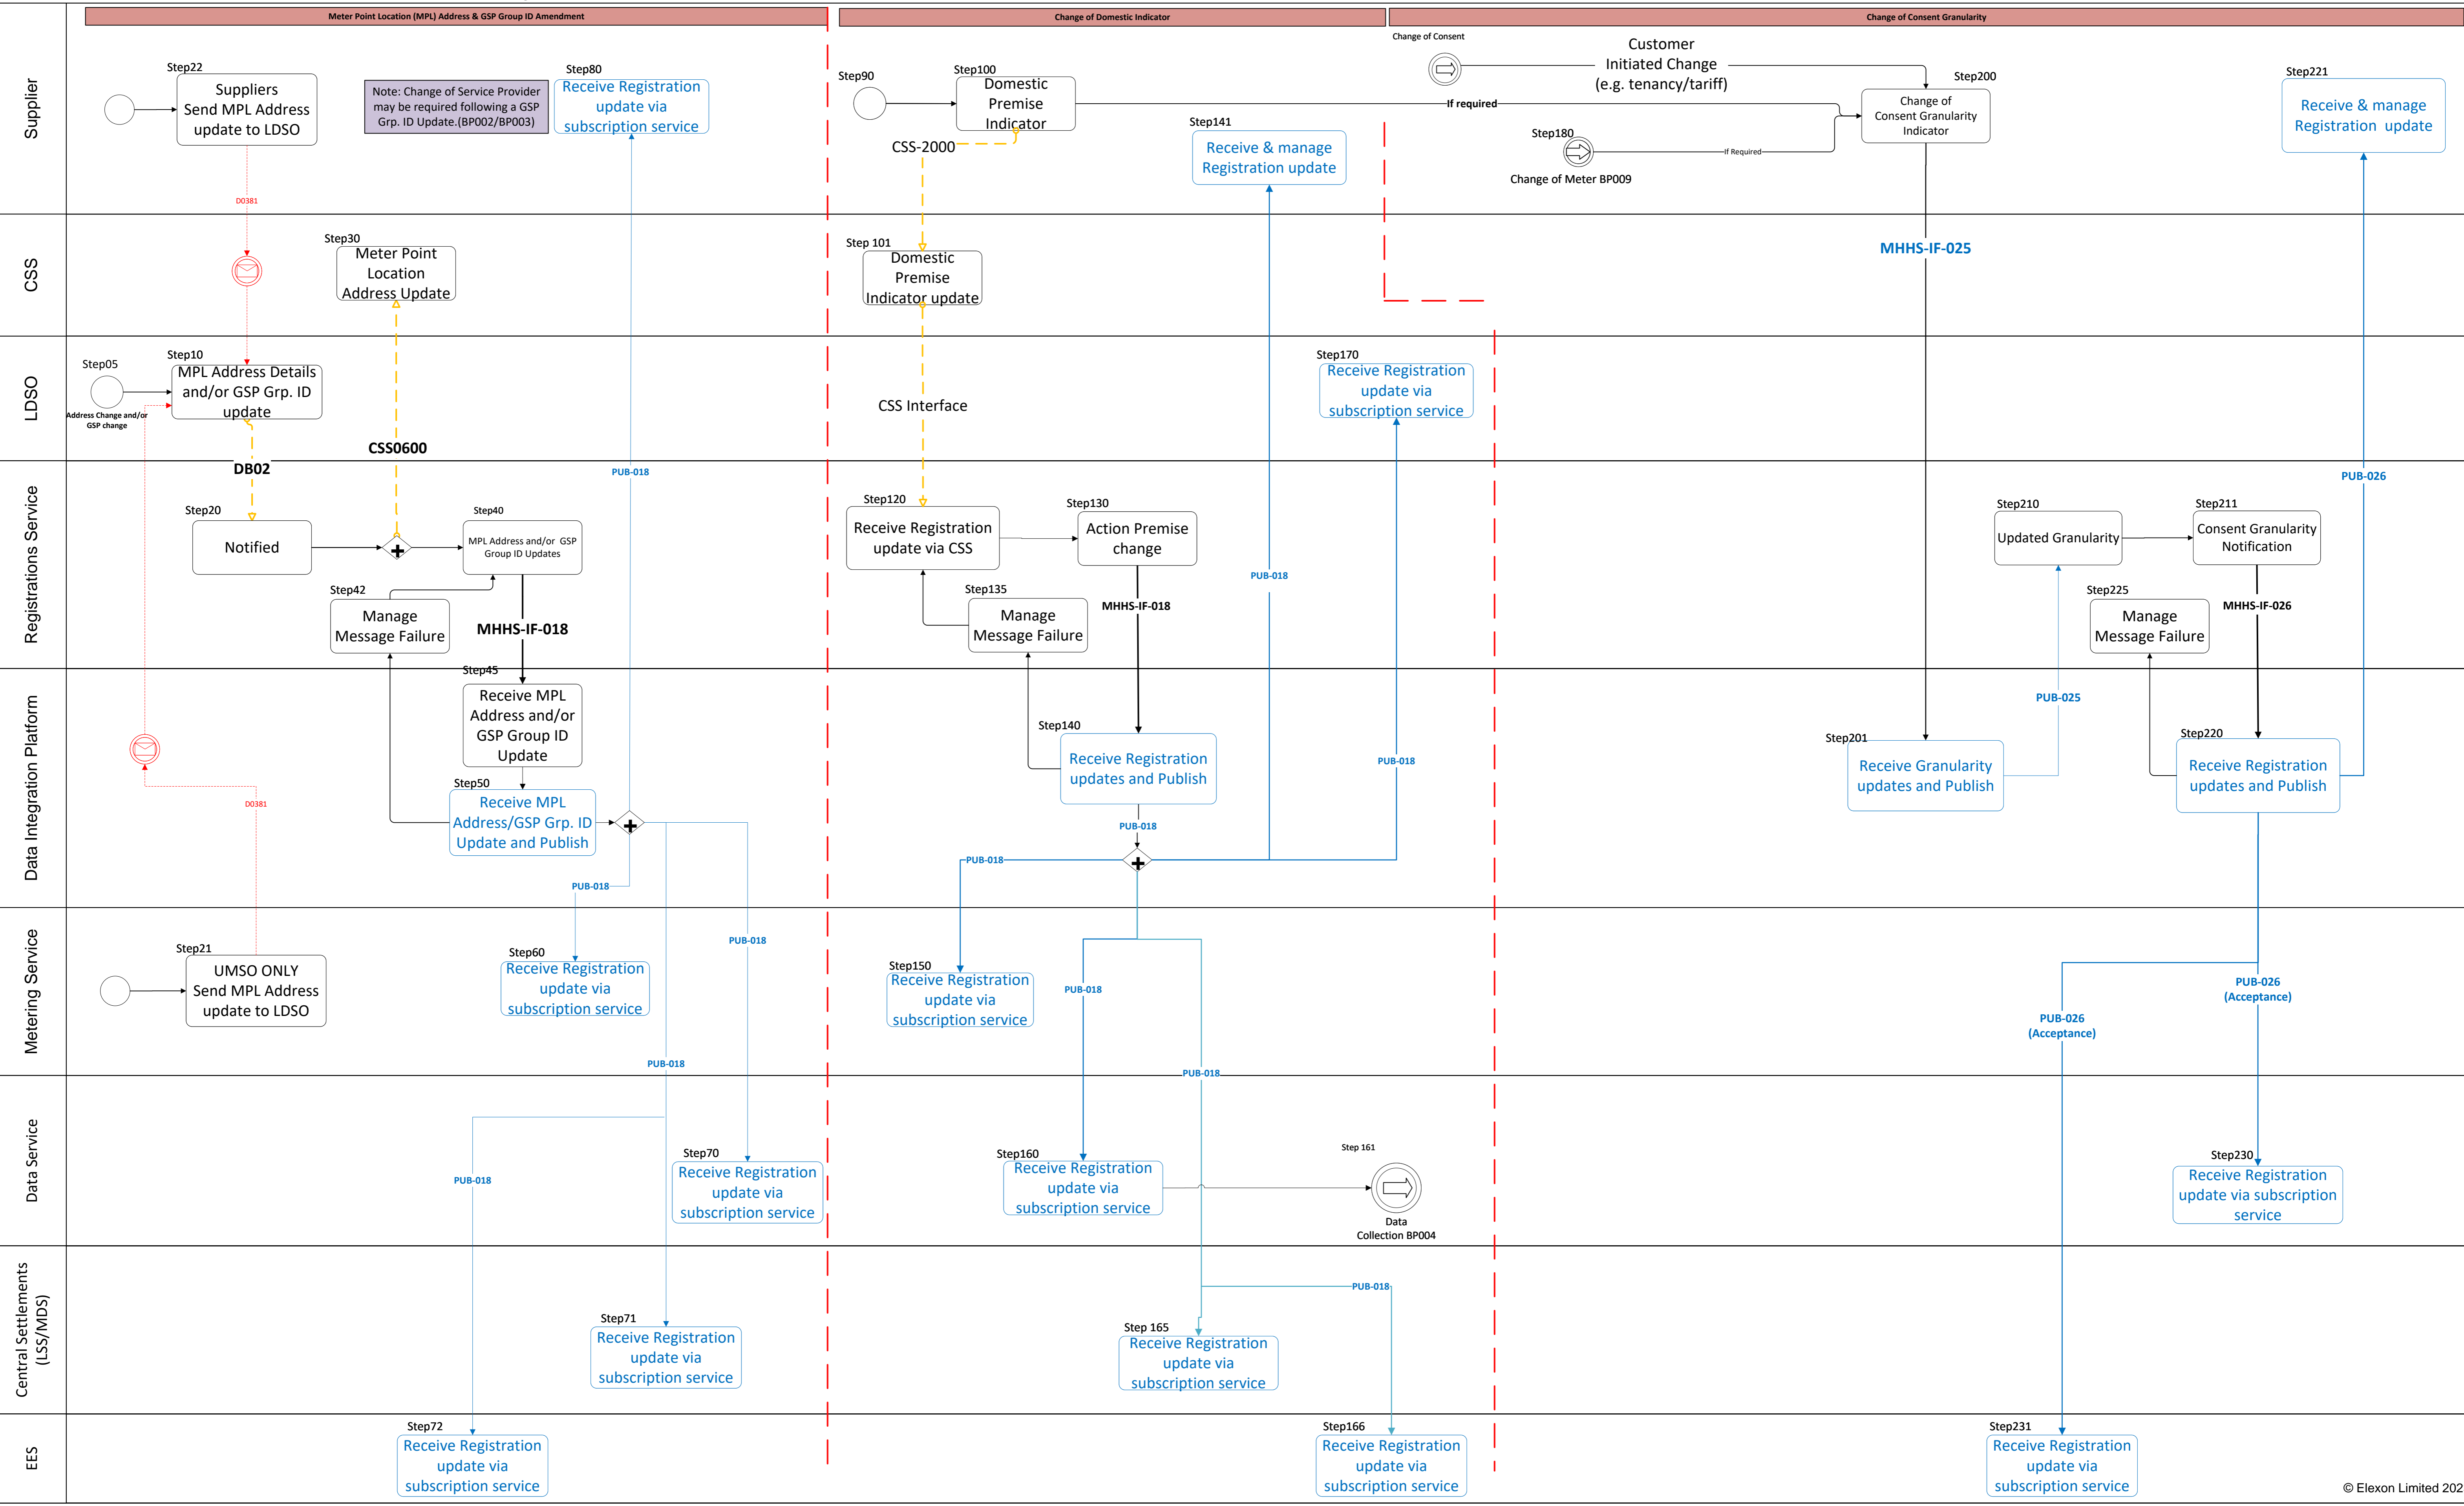 Meter Point Location (MPL) Address & GSP Group ID Amendment
Change of Domestic Indicator
Change of Consent Granularity
Supplier
Step22
Suppliers
Send MPL Address
update to LDSO
Note: Change of Service Provider
may be required following a GSP
Grp. ID Update.(BP002/BP003)
Step80
Receive Registration
update via
subscription service
D0381
Step90
Step100
Domestic
Premise
Indicator
CSS-2000
Step141
Receive & manage
Registration update
Change of Consent
Customer
Initiated Change
(e.g. tenancy/tariff)
If required
Step180
If Required
Change of Meter BP009
Step200
Change of
Consent Granularity
Indicator
Step221
Receive & manage
Registration update
CSS
Step30
Meter Point
Location
Address Update
Step 101
Domestic
Premise
Indicator update
MHHS-IF-025
LDSO
Step05
Address Change and/or
GSP change
Step10
MPL Address Details
and/or GSP Grp. ID
update
CSS0600
DB02
CSS Interface
Step170
Receive Registration
update via
subscription service
Registrations Service
PUB-018
Step20
Notified
Step40
MPL Address and/or GSP
Group ID Updates
Step42
Manage
Message Failure
MHHS-IF-018
Step120
Receive Registration
update via CSS
Step130
Action Premise
change
Step135
Manage
Message Failure
MHHS-IF-018
PUB-018
Step210
Updated Granularity
Step211
Consent Granularity
Notification
Step225
Manage
Message Failure
MHHS-IF-026
PUB-026
Data Integration Platform
Step45
Receive MPL
Address and/or
GSP Group ID
Update
Step50
Receive MPL
Address/GSP Grp. ID
Update and Publish
D0381
PUB-018
Step140
Receive Registration
updates and Publish
PUB-018
PUB-018
PUB-018
Step201
Receive Granularity
updates and Publish
PUB-025
Step220
Receive Registration
updates and Publish
Metering Service
Step21
UMSO ONLY
Send MPL Address
update to LDSO
Step60
Receive Registration
update via
subscription service
PUB-018
PUB-018
Step150
Receive Registration
update via
subscription service
PUB-018
PUB-018
PUB-026
(Acceptance)
PUB-026
(Acceptance)
Data Service
PUB-018
Step70
Receive Registration
update via
subscription service
Step160
Receive Registration
update via
subscription service
Step 161
Data
Collection BP004
Step230
Receive Registration
update via subscription
service
Central Settlements
(LSS/MDS)
Step71
Receive Registration
update via
subscription service
Step 165
Receive Registration
update via
subscription service
PUB-018
EES
Step72
Receive Registration
update via
subscription service
Step166
Receive Registration
update via
subscription service
Step231
Receive Registration
update via
subscription service
© Elexon Limited 202